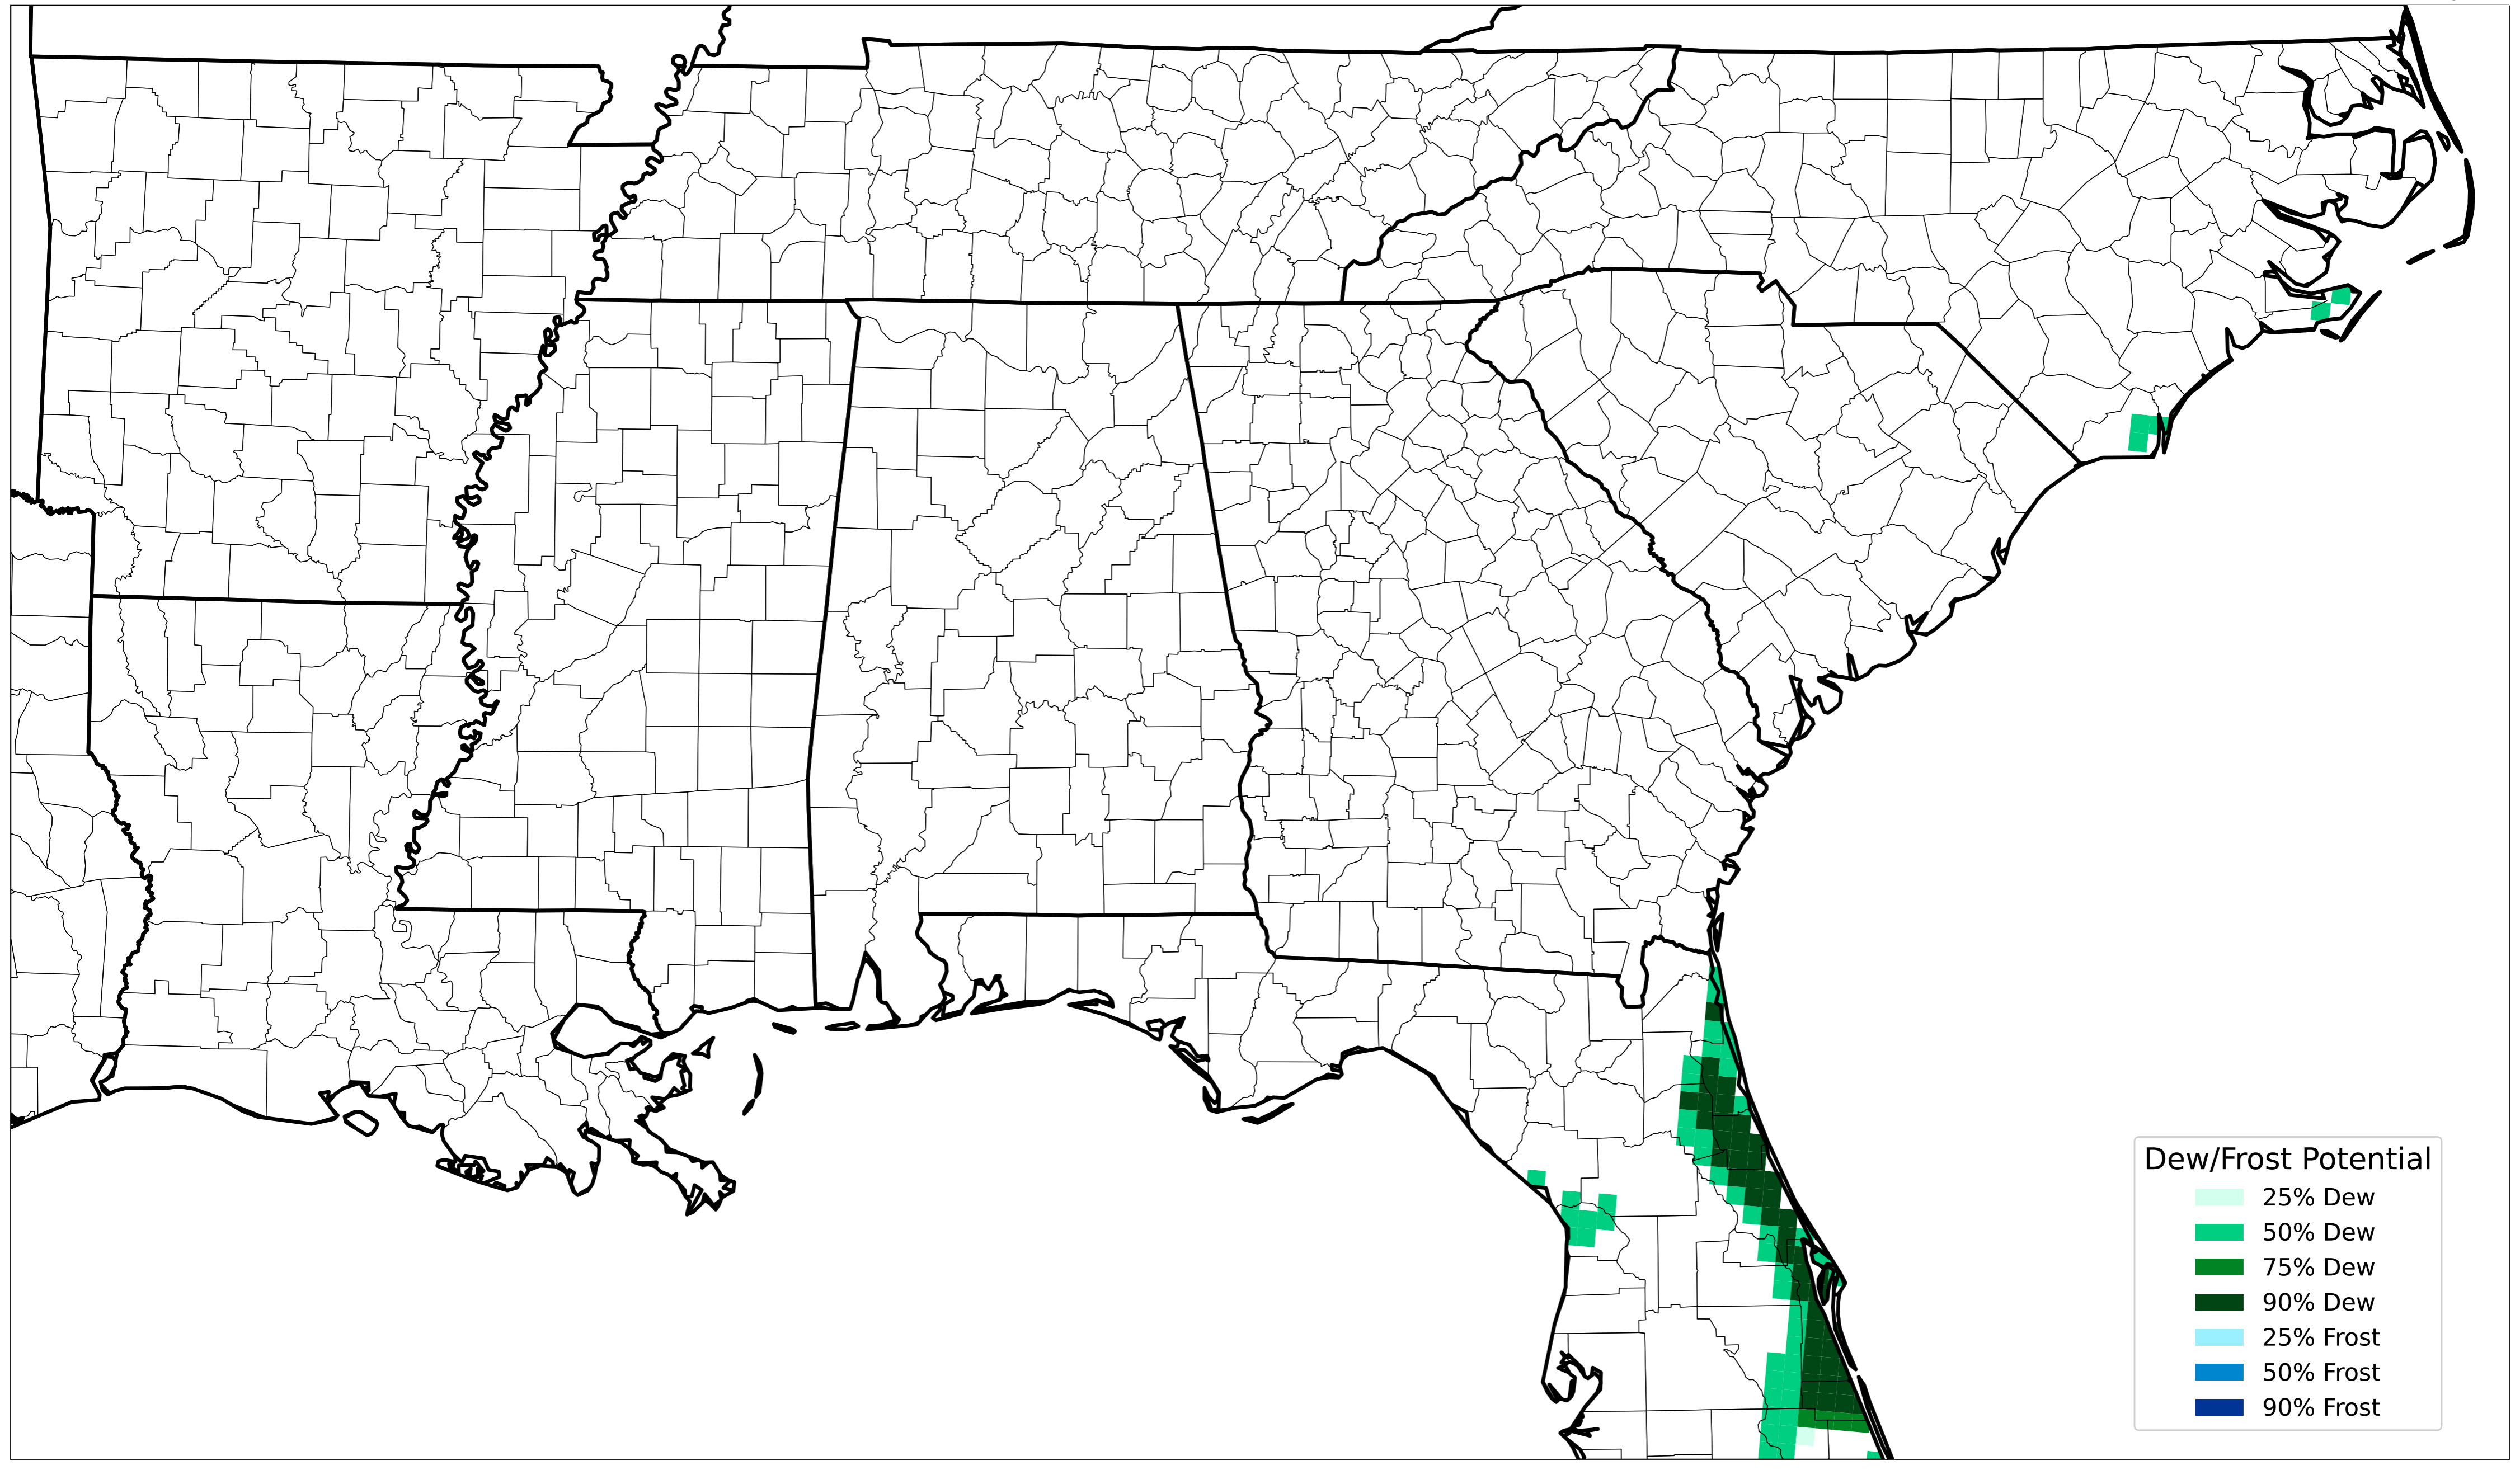 Dew/Frost Potential
25% Dew
50% Dew
75% Dew
90% Dew
25% Frost
50% Frost
90% Frost